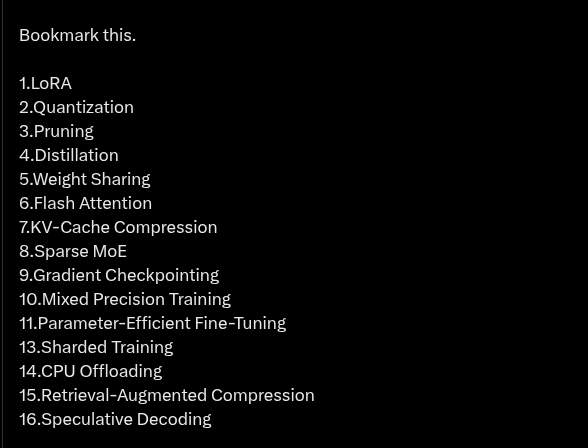 Bookmark this.
1.LoRA
2.Quantization
3.Pruning
4.Distillation
5.Weight Sharing
6.Flash Attention
7.KV-Cache Compression
8.Sparse MoE
9.Gradient Checkpointing
10.Mixed Precision Training
11.Parameter-Efficient Fine-Tuning
13.Sharded Training
14.CPU Offloading
15.Retrieval-Augmented Compression
16.Speculative Decoding